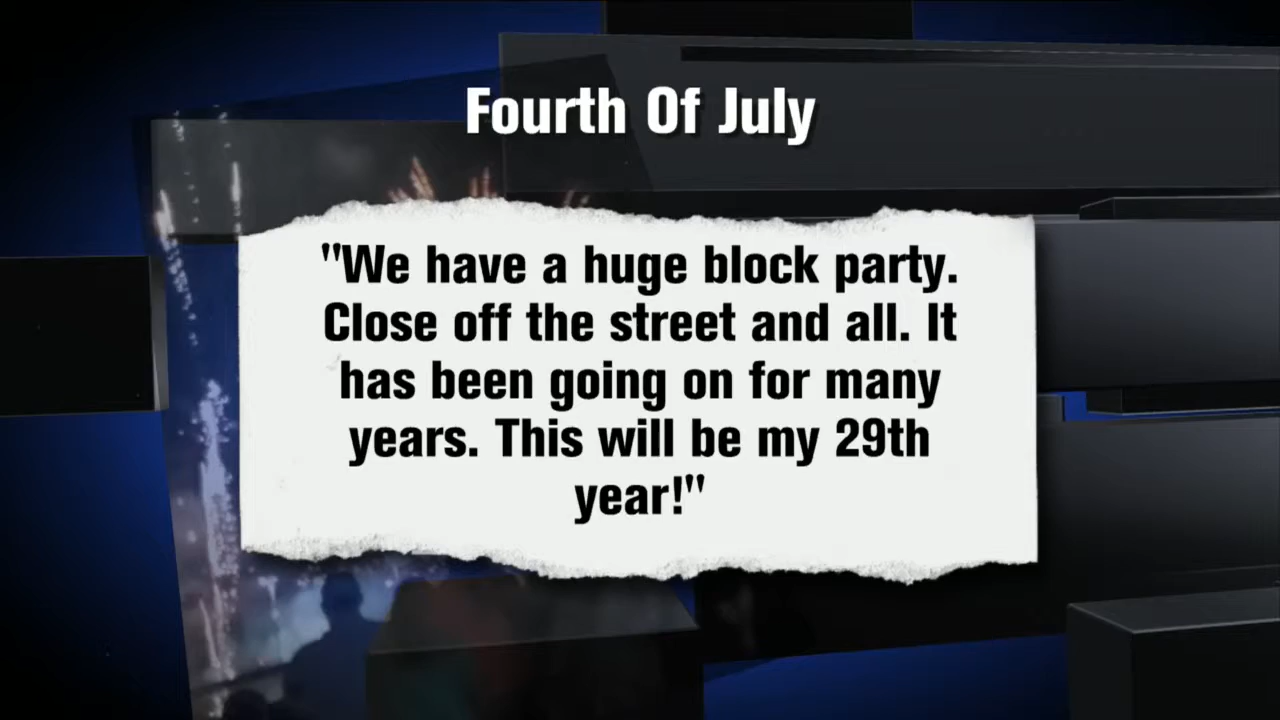 Fourth Of July
"We have a huge block party.
Close off the street and all. It
has been going on for many
years. This will be my 29th
year!"